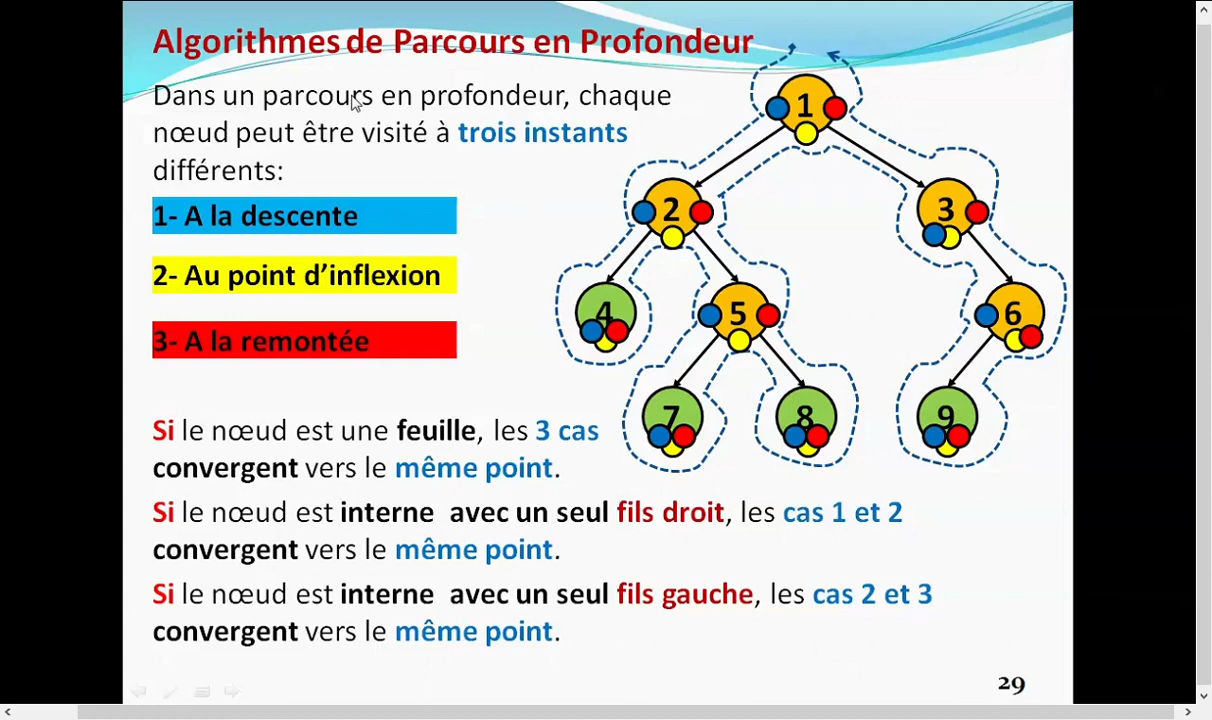 Algorithmes de Parcours en Profondeur
Dans un parcours en profondeur, chaque
nœud peut être visité à trois instants
différents:
1- A la descente
2- Au point d’inflexion
3- A la remontée
Si le nœud est une feuille, les 3 cas
convergent vers le même point.
Si le nœud est interne avec un seul fils droit, les cas 1 et 2
convergent vers le même point.
Si le nœud est interne avec un seul fils gauche, les cas 2 et 3
convergent vers le même point.
1
2
3
4
5
6
7
8
9
29